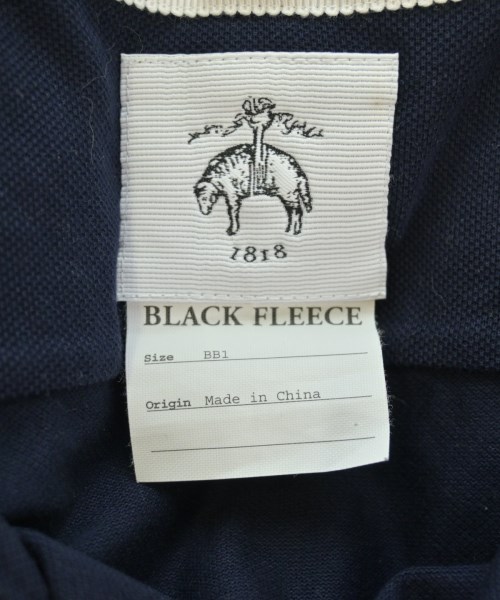 1818
BLACK FLEECE
Size BB1
Origin Made in China